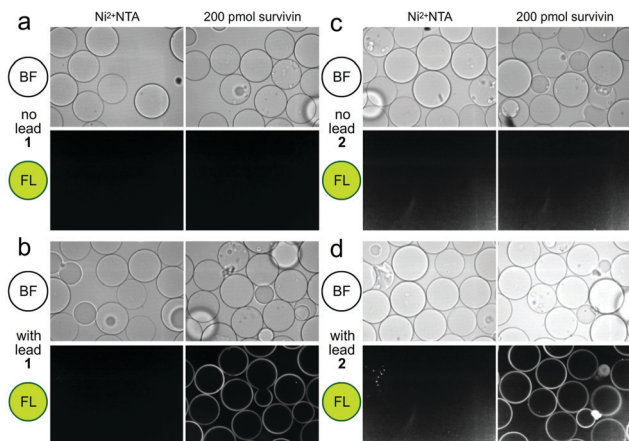 a
Ni²⁺NTA
200 pmol survivin
BF
no
lead
1
FL
b
BF
with
lead
1
FL
c
Ni²⁺NTA
200 pmol survivin
BF
no
lead
2
FL
d
BF
with
lead
2
FL